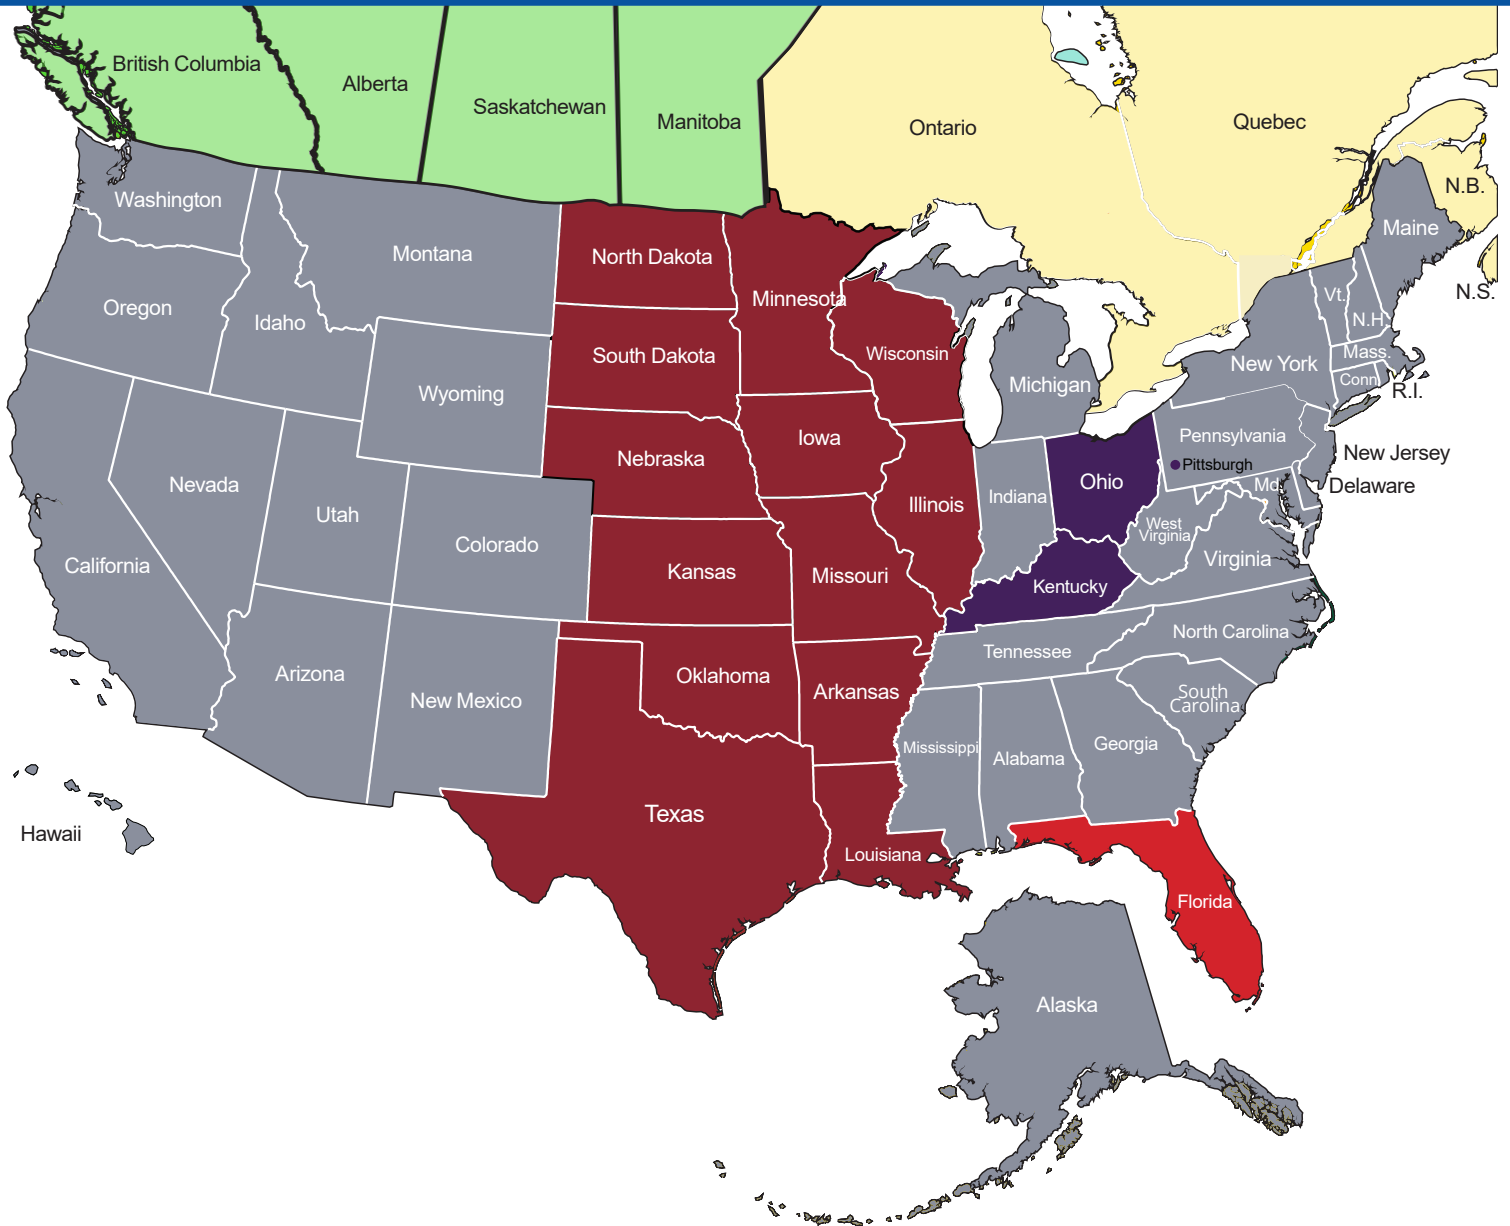 British Columbia
Alberta
Saskatchewan
Manitoba
Ontario
Quebec
N.B.
N.S.
Washington
Montana
North Dakota
Minnesota
Maine
Oregon
Idaho
South Dakota
Wisconsin
Michigan
Vt.
N.H.
New York
Mass.
Conn.
R.I.
Wyoming
Nebraska
Iowa
Pennsylvania
Pittsburgh
New Jersey
Delaware
Md.
Nevada
Utah
Colorado
Illinois
Indiana
Ohio
West
Virginia
Virginia
California
Kansas
Missouri
Kentucky
Arizona
New Mexico
Oklahoma
Arkansas
Tennessee
North Carolina
South
Carolina
Mississippi
Alabama
Georgia
Hawaii
Texas
Louisiana
Florida
Alaska